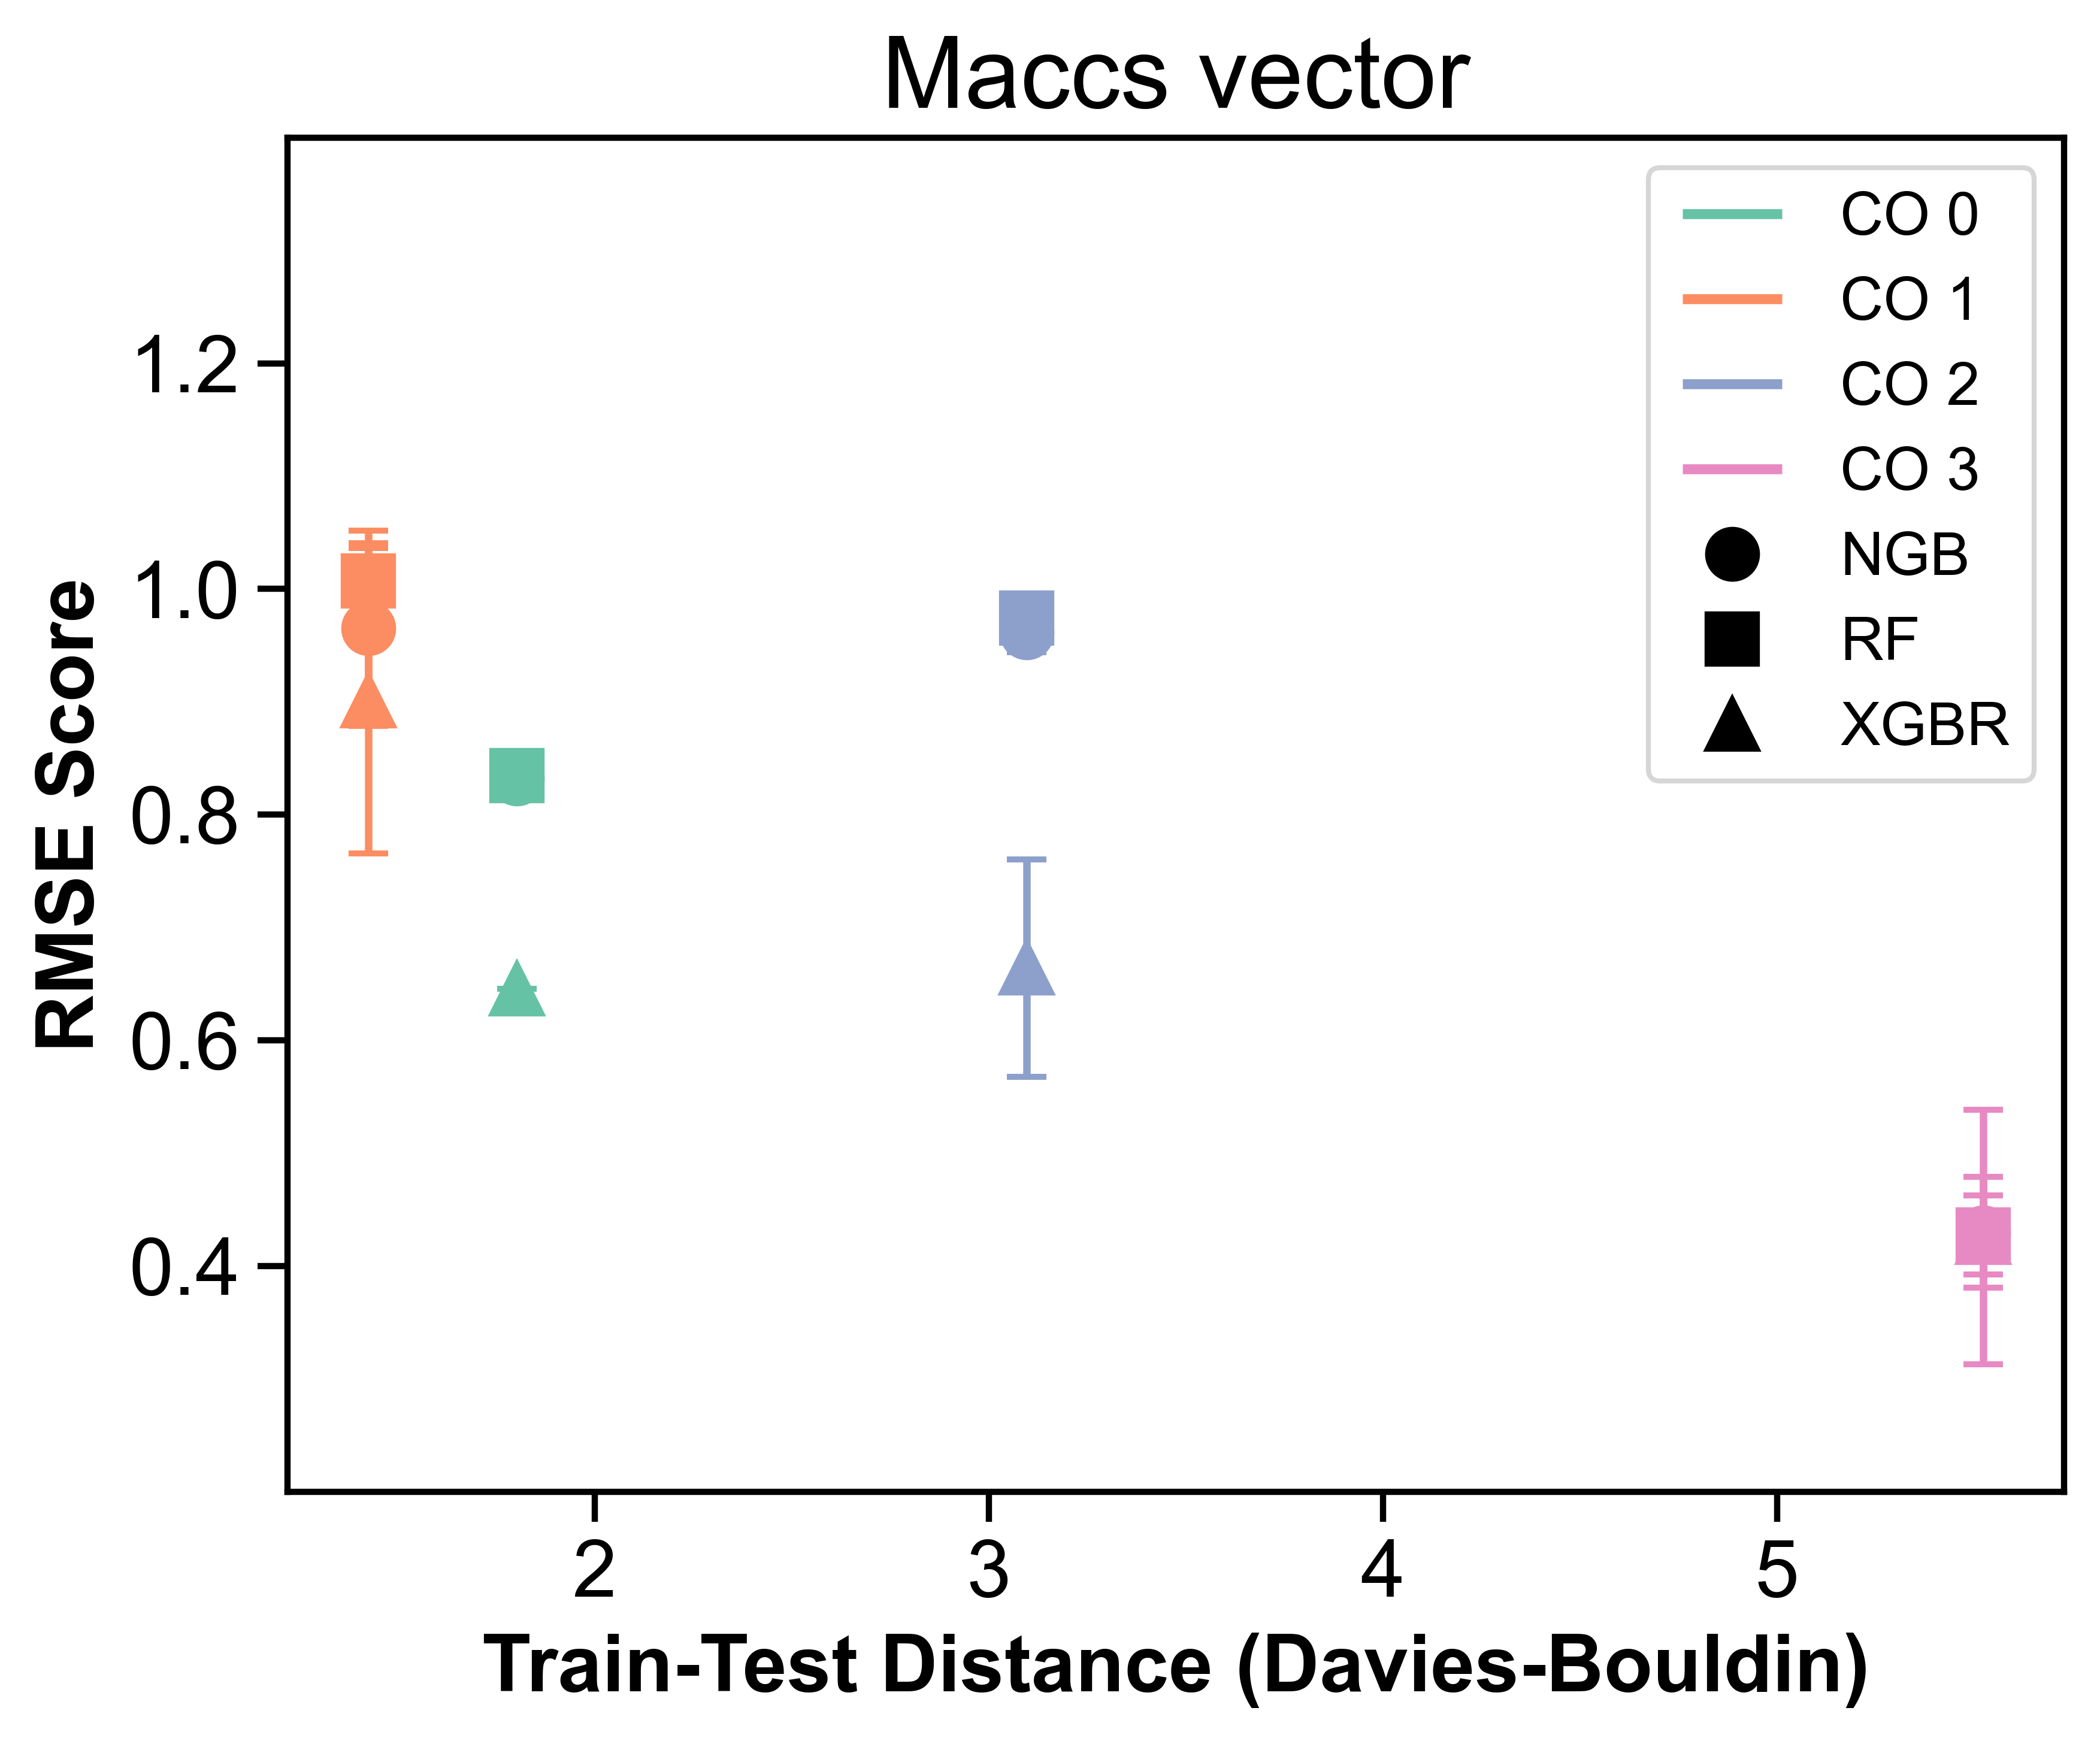 Maccs vector
CO 0
CO 1
CO 2
CO 3
NGB
RF
XGBR
RMSE Score
1.2
1.0
0.8
0.6
0.4
2 3 4 5
Train-Test Distance (Davies-Bouldin)